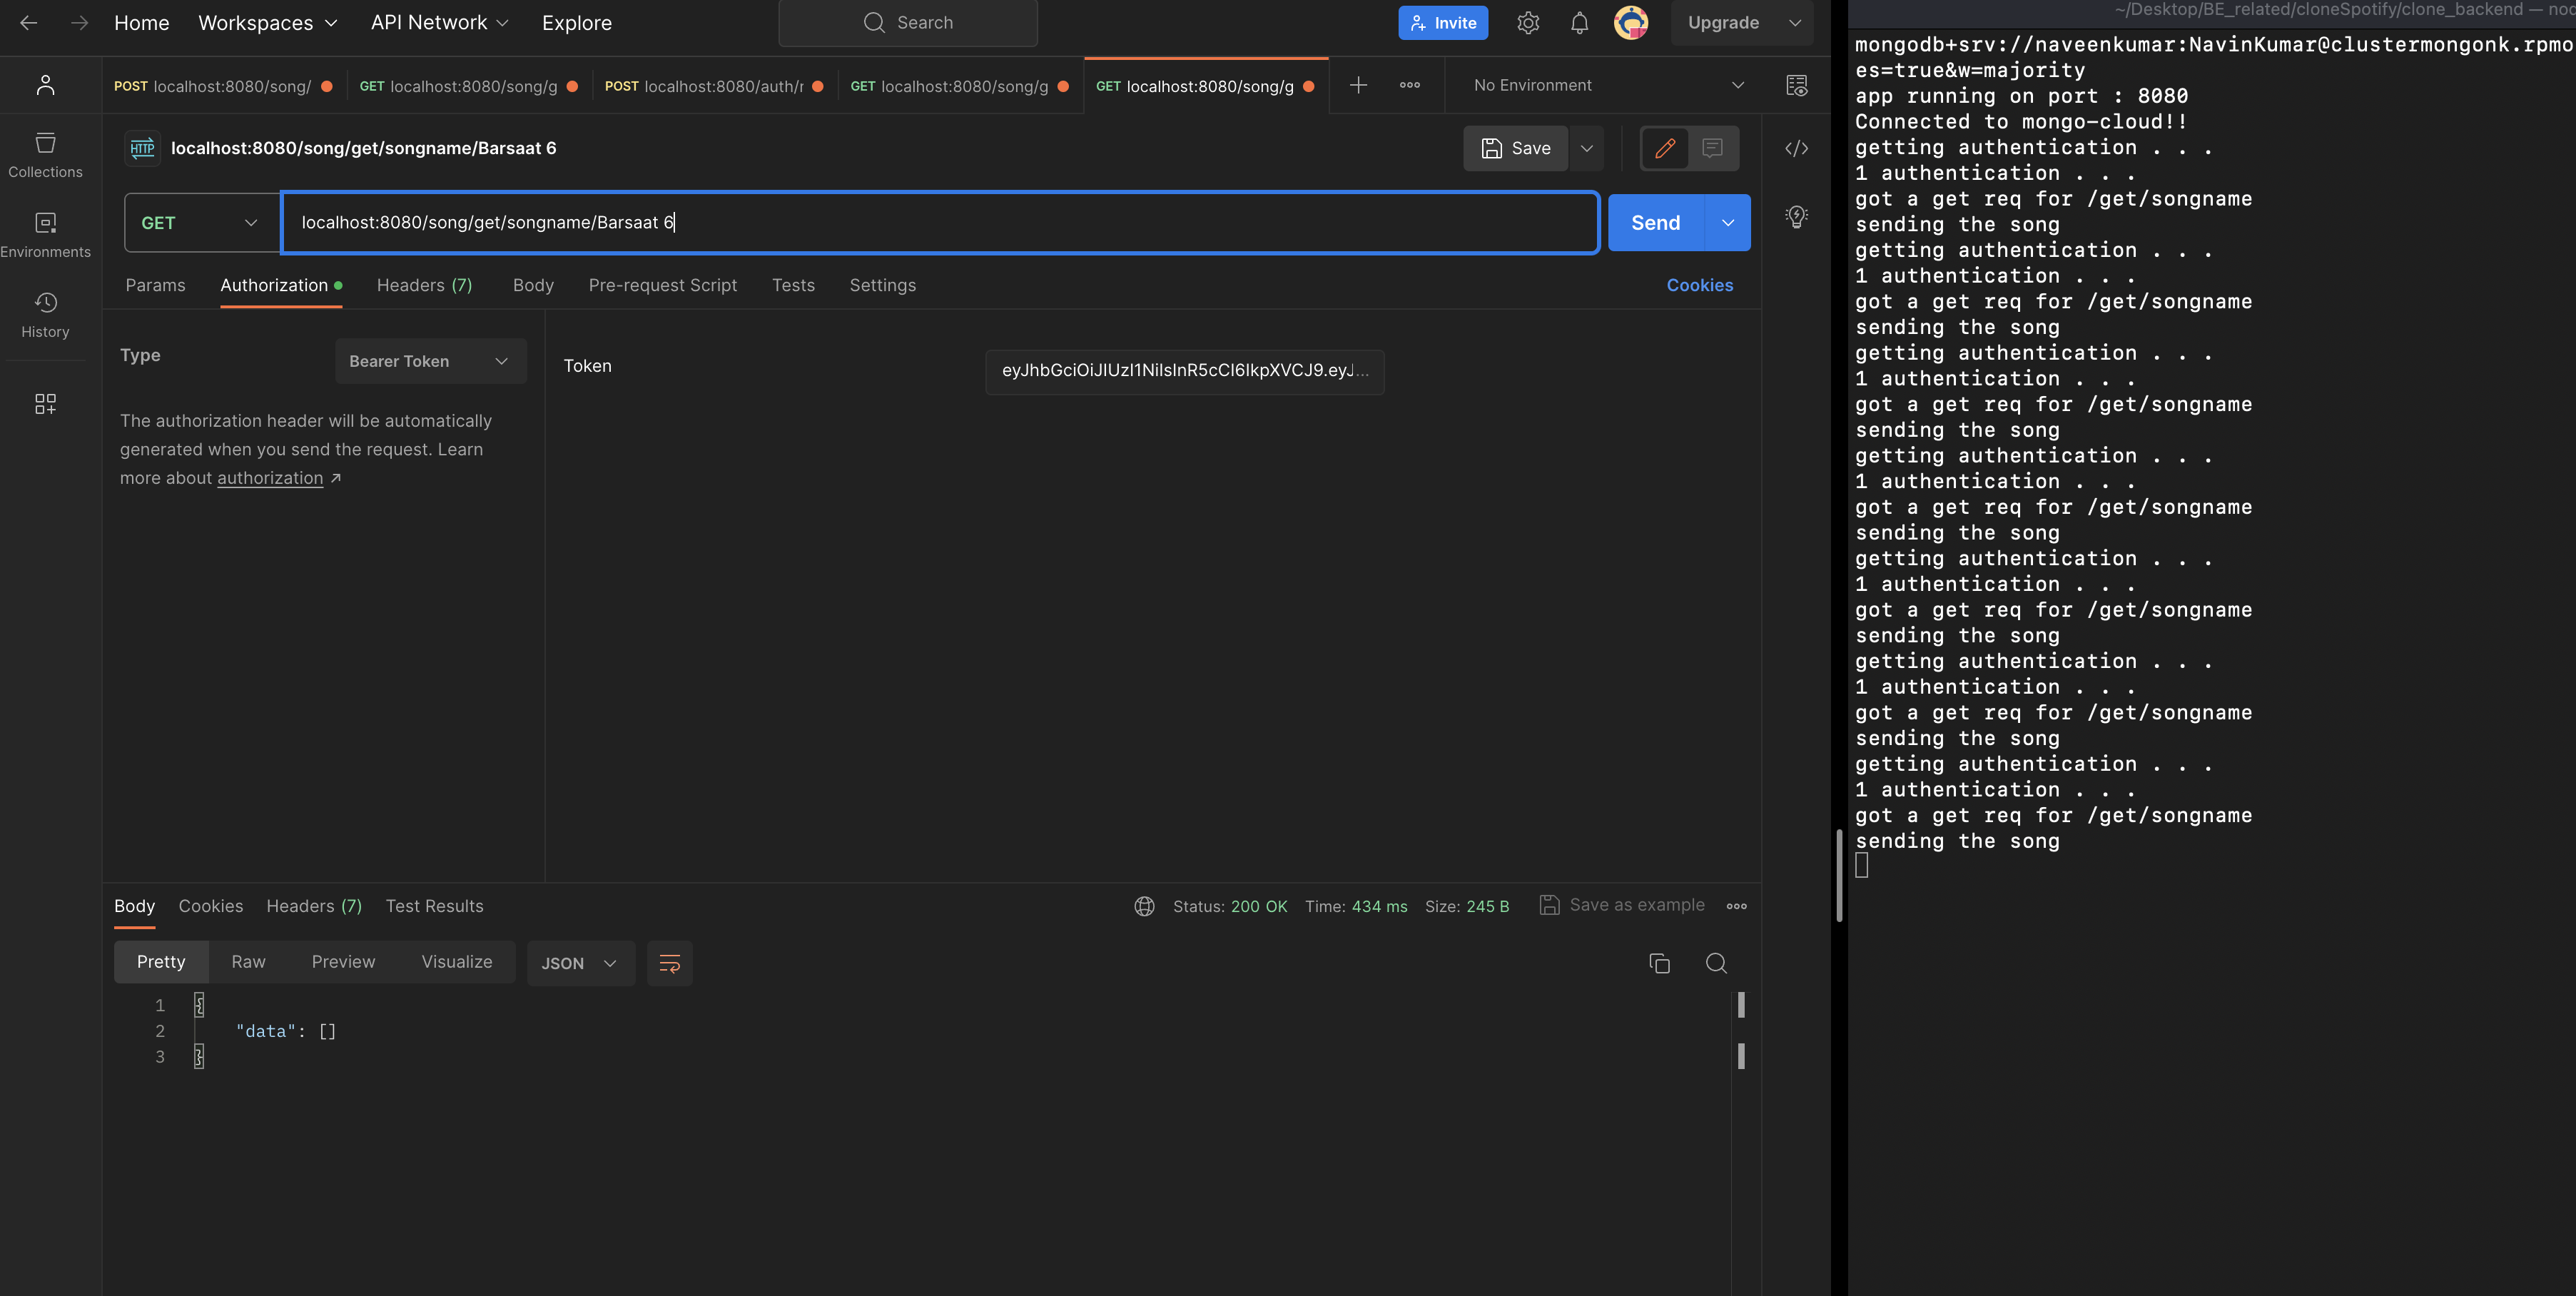 Home Workspaces API Network Explore Search Invite Upgrade
POST localhost:8080/song/ GET localhost:8080/song/g POST localhost:8080/auth/r GET localhost:8080/song/g GET localhost:8080/song/g No Environment
Collections
Environments
History
HTTP localhost:8080/song/get/songname/Barsaat 6 Save
GET localhost:8080/song/get/songname/Barsaat 6 Send
Params Authorization Headers (7) Body Pre-request Script Tests Settings Cookies
Type Bearer Token
The authorization header will be automatically
generated when you send the request. Learn
more about authorization ↗
Token eyJhbGciOiJIUzI1NiIsInR5cCI6IkpXVCJ9.eyJ...
Body Cookies Headers (7) Test Results Status: 200 OK Time: 434 ms Size: 245 B Save as example
Pretty Raw Preview Visualize JSON
1 {
2 "data": []
3 }
~/Desktop/BE_related/cloneSpotify/clone_backend — nod
mongodb+srv://naveenkumar:NavinKumar@clustermongonk.rpmo
es=true&w=majority
app running on port : 8080
Connected to mongo-cloud!!
getting authentication . . .
1 authentication . . .
got a get req for /get/songname
sending the song
getting authentication . . .
1 authentication . . .
got a get req for /get/songname
sending the song
getting authentication . . .
1 authentication . . .
got a get req for /get/songname
sending the song
getting authentication . . .
1 authentication . . .
got a get req for /get/songname
sending the song
getting authentication . . .
1 authentication . . .
got a get req for /get/songname
sending the song
getting authentication . . .
1 authentication . . .
got a get req for /get/songname
sending the song
getting authentication . . .
1 authentication . . .
got a get req for /get/songname
sending the song